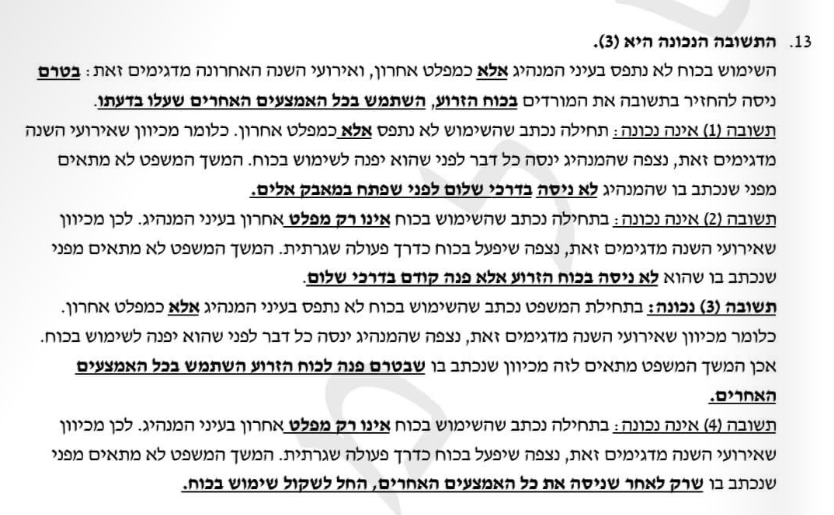 13. התשובה הנכונה היא (3).
השימוש בכוח לא נתפס בעיני המנהיג אלא כמפלט אחרון, ואירועי השנה האחרונה מדגימים זאת: בטרם
ניסה להחזיר בתשובה את המורדים בכוח הזרוע, השתמש בכל האמצעים האחרים שעלו בדעתו.
תשובה (1) אינה נכונה: תחילה נכתב שהשימוש לא נתפס אלא כמפלט אחרון. כלומר מכיוון שאירועי השנה
מדגימים זאת, נצפה שהמנהיג ינסה כל דבר לפני שהוא יפנה לשימוש בכוח. המשך המשפט לא מתאים
מפני שנכתב בו שהמנהיג לא ניסה בדרכי שלום לפני שפתח במאבק אלים.
תשובה (2) אינה נכונה: בתחילה נכתב שהשימוש בכוח אינו רק מפלט אחרון בעיני המנהיג. לכן מכיוון
שאירועי השנה מדגימים זאת, נצפה שיפעל בכוח כדרך פעולה שגרתית. המשך המשפט לא מתאים מפני
שנכתב בו שהוא לא ניסה בכוח הזרוע אלא פנה קודם בדרכי שלום.
תשובה (3) נכונה: בתחילת המשפט נכתב שהשימוש בכוח לא נתפס בעיני המנהיג אלא כמפלט אחרון.
כלומר מכיוון שאירועי השנה מדגימים זאת, נצפה שהמנהיג ינסה כל דבר לפני שהוא יפנה לשימוש בכוח.
אכן המשך המשפט מתאים לזה מכיוון שנכתב בו שבטרם פנה לכוח הזרוע השתמש בכל האמצעים
האחרים.
תשובה (4) אינה נכונה: בתחילה נכתב שהשימוש בכוח אינו רק מפלט אחרון בעיני המנהיג. לכן מכיוון
שאירועי השנה מדגימים זאת, נצפה שיפעל בכוח כדרך פעולה שגרתית. המשך המשפט לא מתאים מפני
שנכתב בו שרק לאחר שניסה את כל האמצעים האחרים, החל לשקול שימוש בכוח.